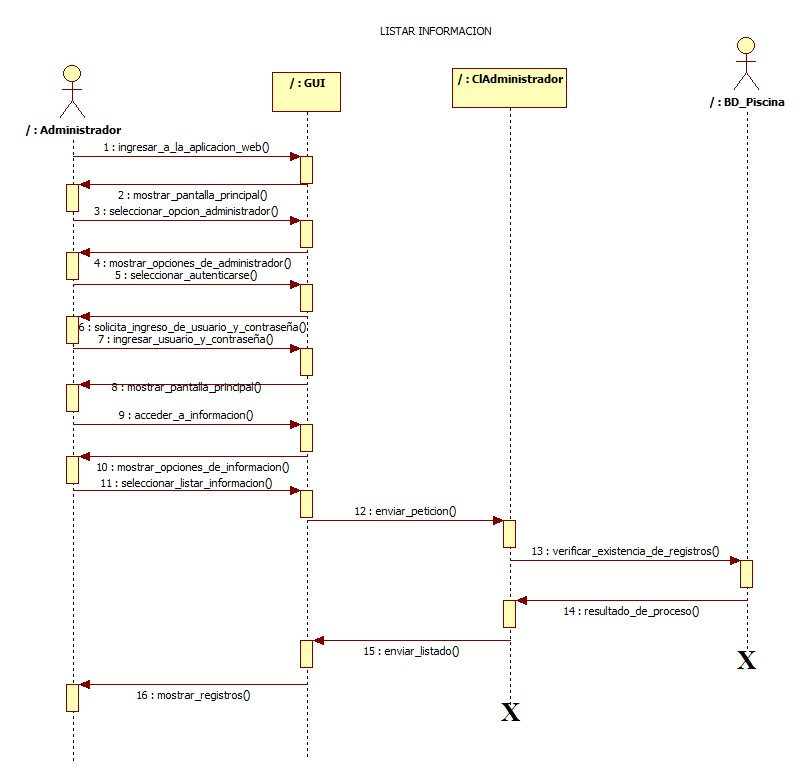 LISTAR INFORMACION
/ : Administrador
/ : GUI
/ : ClAdministrador
/ : BD_Piscina
1 : ingresar_a_la_aplicacion_web()
2 : mostrar_pantalla_principal()
3 : seleccionar_opcion_administrador()
4 : mostrar_opciones_de_administrador()
5 : seleccionar_autenticarse()
6 : solicita_ingreso_de_usuario_y_contraseña()
7 : ingresar_usuario_y_contraseña()
8 : mostrar_pantalla_principal()
9 : acceder_a_informacion()
10 : mostrar_opciones_de_informacion()
11 : seleccionar_listar_informacion()
12 : enviar_peticion()
13 : verificar_existencia_de_registros()
14 : resultado_de_proceso()
15 : enviar_listado()
16 : mostrar_registros()
X
X